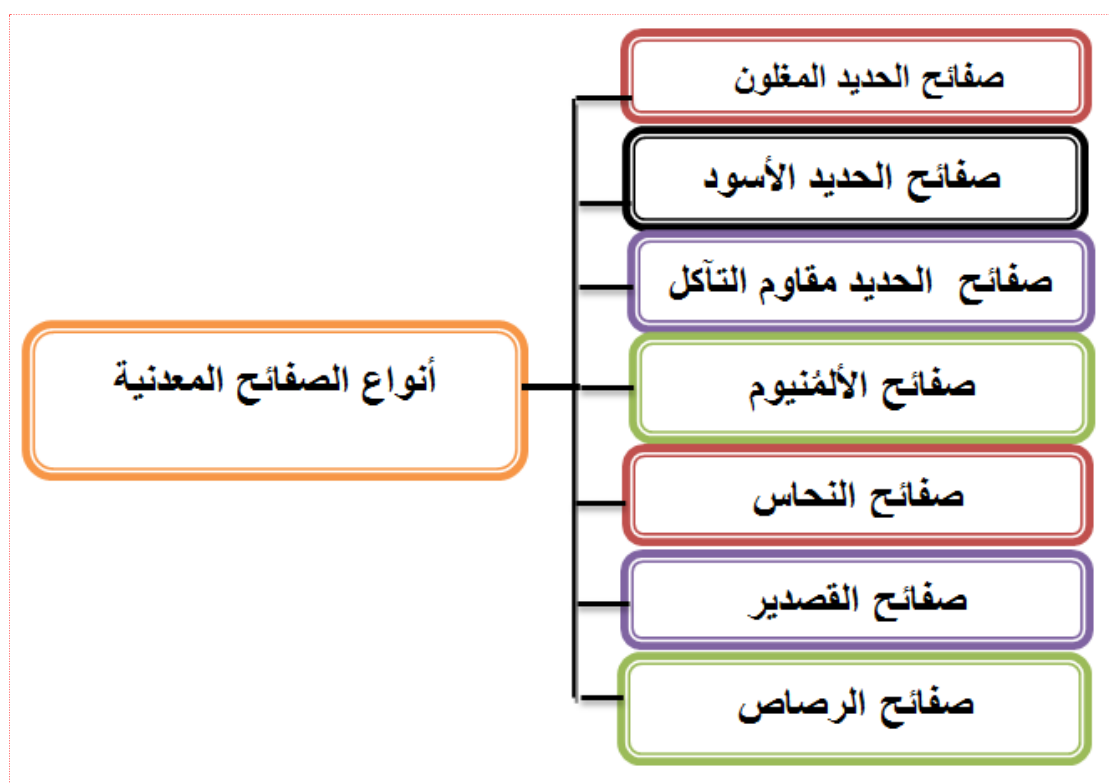 أنواع الصفائح المعدنية
صفائح الحديد المغلون
صفائح الحديد الأسود
صفائح الحديد مقاوم التآكل
صفائح الألمُنيوم
صفائح النحاس
صفائح القصدير
صفائح الرصاص